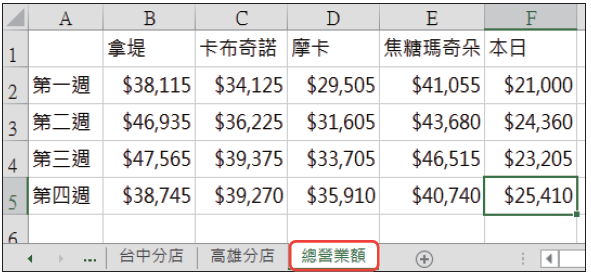 A B C D E F
1 拿堤 卡布奇諾 摩卡 焦糖瑪奇朵 本日
2 第一週 $38,115 $34,125 $29,505 $41,055 $21,000
3 第二週 $46,935 $36,225 $31,605 $43,680 $24,360
4 第三週 $47,565 $39,375 $33,705 $46,515 $23,205
5 第四週 $38,745 $39,270 $35,910 $40,740 $25,410
6
... 台中分店 高雄分店 總營業額